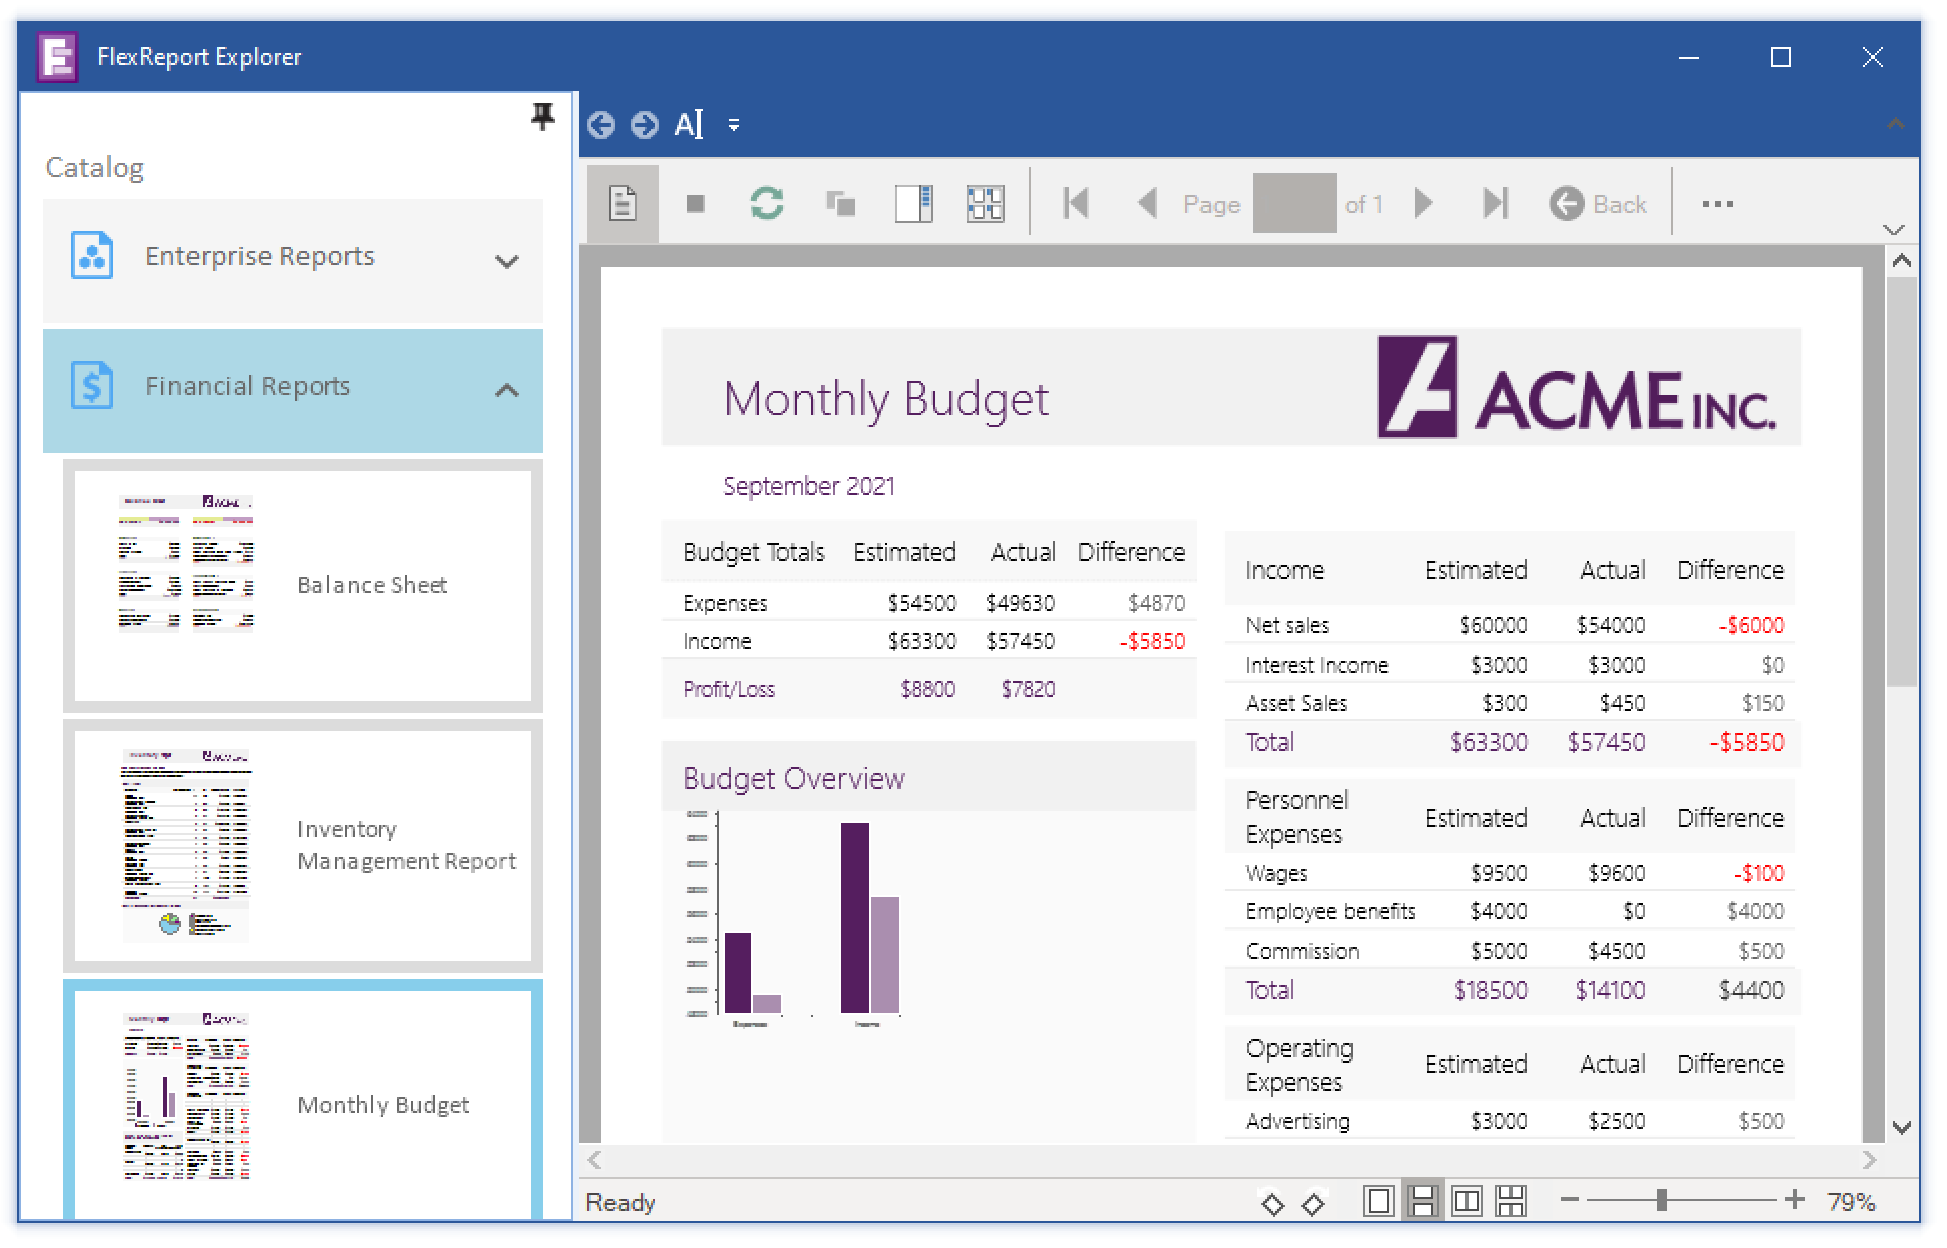 FlexReport Explorer
Catalog
Enterprise Reports
Financial Reports
Balance Sheet
Inventory
Management Report
Monthly Budget
A
Page of 1 Back
Monthly Budget
ACME INC.
September 2021
Budget Totals Estimated Actual Difference
Expenses $54500 $49630 $4870
Income $63300 $57450 -$5850
Profit/Loss $8800 $7820
Budget Overview
Expenses Income
Income Estimated Actual Difference
Net sales $60000 $54000 -$6000
Interest Income $3000 $3000 $0
Asset Sales $300 $450 $150
Total $63300 $57450 -$5850
Personnel
Expenses Estimated Actual Difference
Wages $9500 $9600 -$100
Employee benefits $4000 $0 $4000
Commission $5000 $4500 $500
Total $18500 $14100 $4400
Operating
Expenses Estimated Actual Difference
Advertising $3000 $2500 $500
Ready
79%